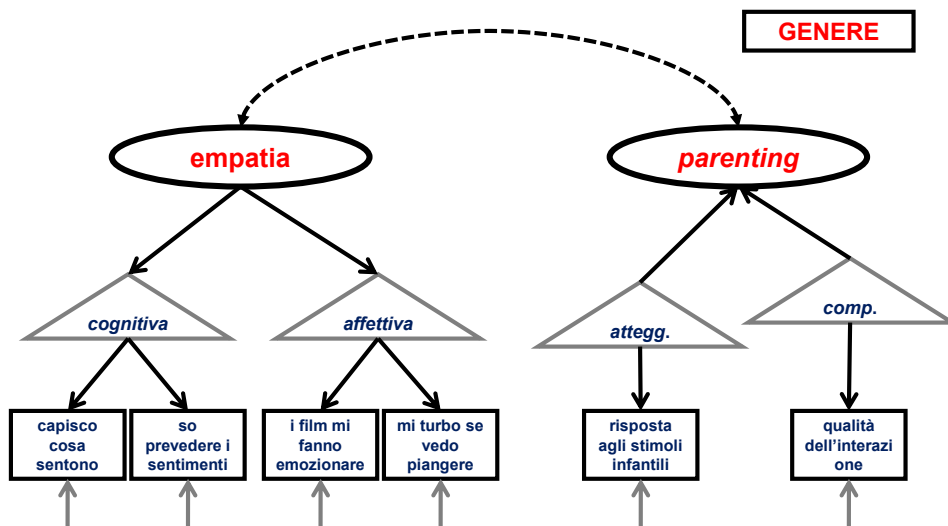 GENERE
empatia
parenting
cognitiva
affettiva
attegg.
comp.
capisco
cosa
sentono
so
prevedere i
sentimenti
i film mi
fanno
emozionare
mi turbo se
vedo
piangere
risposta
agli stimoli
infantili
qualità
dell'interazi
one